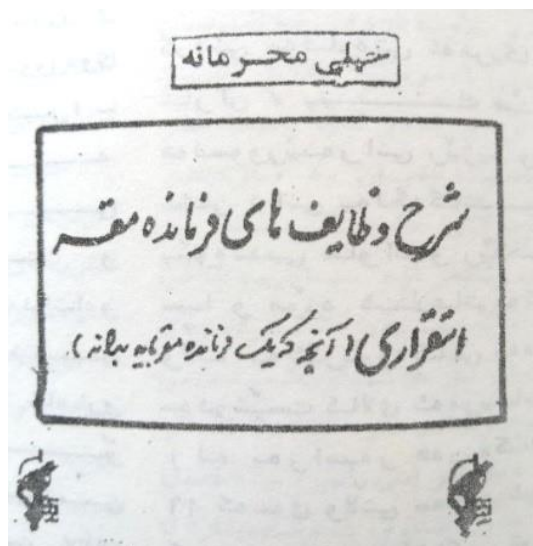 خیلی محرمانه
شرح وظایف های فرمانده مقر
استقراری (آنچه که یک فرمانده مقر باید بداند)